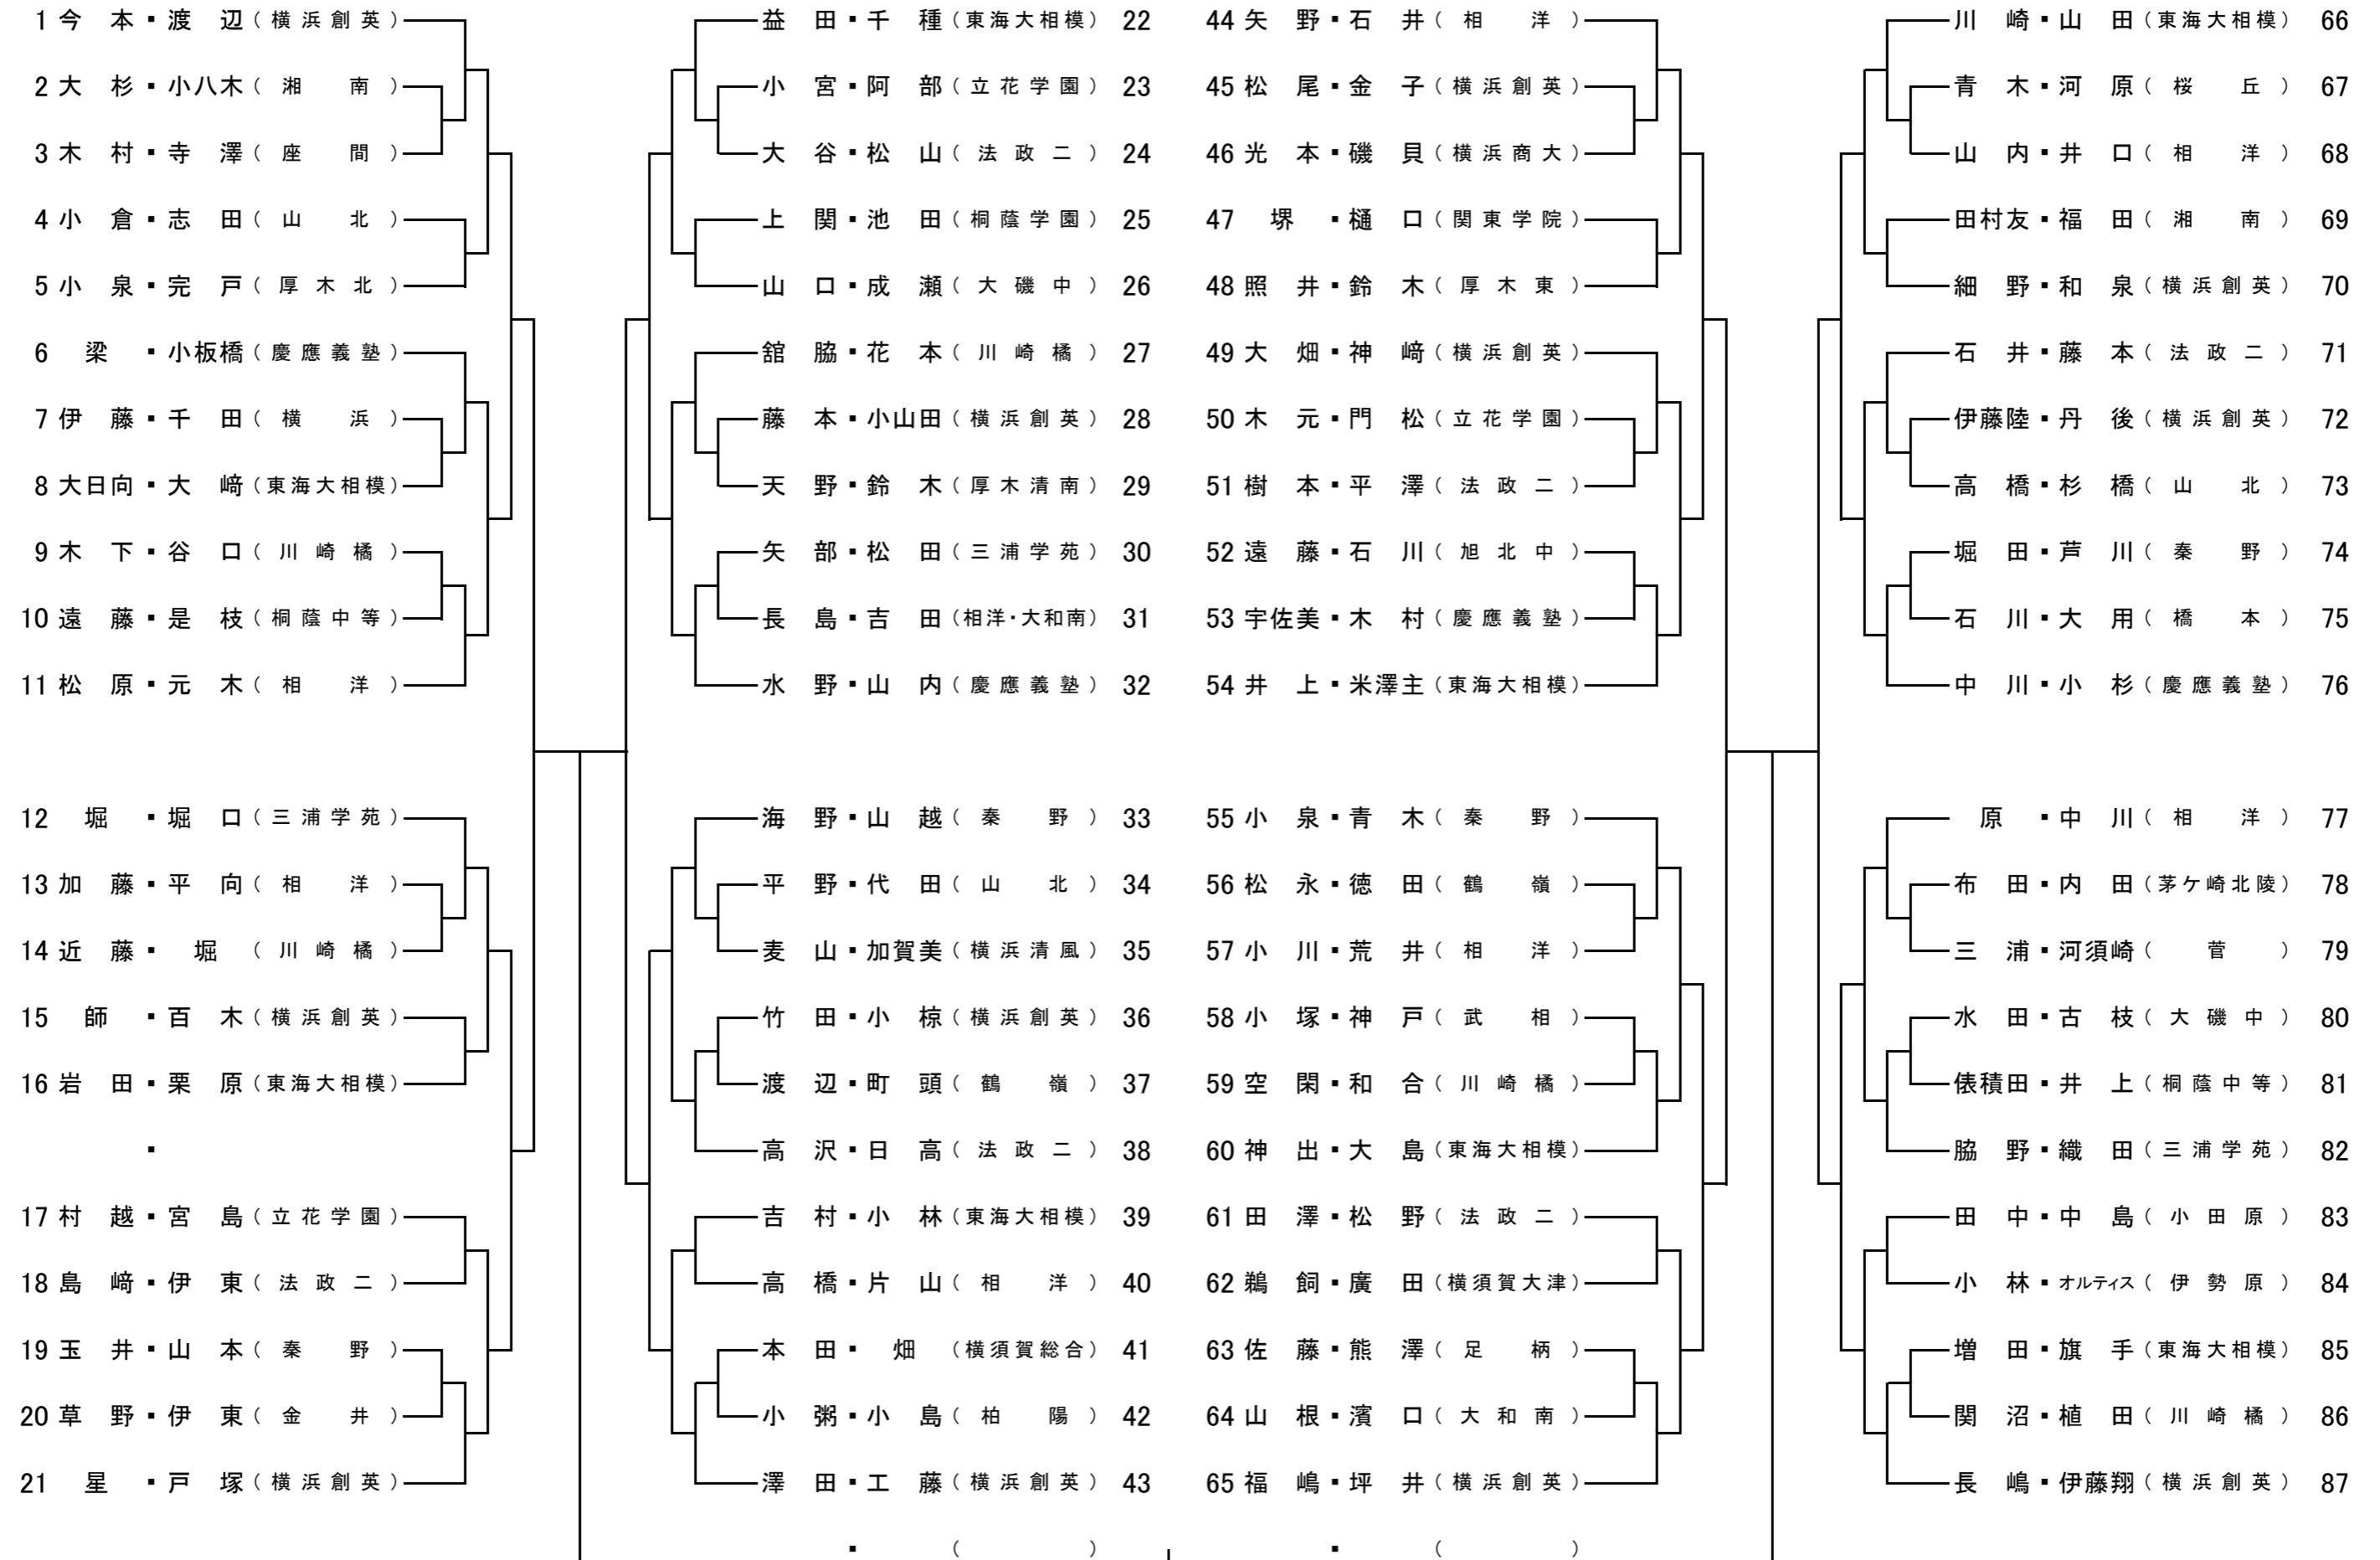 1 今本・渡辺（横浜創英）
2 大杉・小八木（湘南）
3 木村・寺澤（座間）
4 小倉・志田（山北）
5 小泉・完戸（厚木北）
6 梁・小板橋（慶應義塾）
7 伊藤・千田（横浜）
8 大日向・大﨑（東海大相模）
9 木下・谷口（川崎橘）
10 遠藤・是枝（桐蔭中等）
11 松原・元木（相洋）
12 堀・堀口（三浦学苑）
13 加藤・平向（相洋）
14 近藤・堀（川崎橘）
15 師・百木（横浜創英）
16 岩田・栗原（東海大相模）
・
17 村越・宮島（立花学園）
18 島﨑・伊東（法政二）
19 玉井・山本（秦野）
20 草野・伊東（金井）
21 星・戸塚（横浜創英）
益田・千種（東海大相模） 22
小宮・阿部（立花学園） 23
大谷・松山（法政二） 24
上関・池田（桐蔭学園） 25
山口・成瀬（大磯中） 26
舘脇・花本（川崎橘） 27
藤本・小山田（横浜創英） 28
天野・鈴木（厚木清南） 29
矢部・松田（三浦学苑） 30
長島・吉田（相洋・大和南） 31
水野・山内（慶應義塾） 32
海野・山越（秦野） 33
平野・代田（山北） 34
麦山・加賀美（横浜清風） 35
竹田・小椋（横浜創英） 36
渡辺・町頭（鶴嶺） 37
高沢・日高（法政二） 38
吉村・小林（東海大相模） 39
高橋・片山（相洋） 40
本田・畑（横須賀総合） 41
小粥・小島（柏陽） 42
澤田・工藤（横浜創英） 43
・（ ）
44 矢野・石井（相洋）
45 松尾・金子（横浜創英）
46 光本・磯貝（横浜商大）
47 堺・樋口（関東学院）
48 照井・鈴木（厚木東）
49 大畑・神﨑（横浜創英）
50 木元・門松（立花学園）
51 樹本・平澤（法政二）
52 遠藤・石川（旭北中）
53 宇佐美・木村（慶應義塾）
54 井上・米澤主（東海大相模）
55 小泉・青木（秦野）
56 松永・徳田（鶴嶺）
57 小川・荒井（相洋）
58 小塚・神戸（武相）
59 空閑・和合（川崎橘）
60 神出・大島（東海大相模）
61 田澤・松野（法政二）
62 鵜飼・廣田（横須賀大津）
63 佐藤・熊澤（足柄）
64 山根・濱口（大和南）
65 福嶋・坪井（横浜創英）
・（ ）
川崎・山田（東海大相模） 66
青木・河原（桜丘） 67
山内・井口（相洋） 68
田村友・福田（湘南） 69
細野・和泉（横浜創英） 70
石井・藤本（法政二） 71
伊藤陸・丹後（横浜創英） 72
高橋・杉橋（山北） 73
堀田・芦川（秦野） 74
石川・大用（橋本） 75
中川・小杉（慶應義塾） 76
原・中川（相洋） 77
布田・内田（茅ケ崎北陵） 78
三浦・河須崎（菅） 79
水田・古枝（大磯中） 80
俵積田・井上（桐蔭中等） 81
脇野・織田（三浦学苑） 82
田中・中島（小田原） 83
小林・オルティス（伊勢原） 84
増田・旗手（東海大相模） 85
関沼・植田（川崎橘） 86
長嶋・伊藤翔（横浜創英） 87